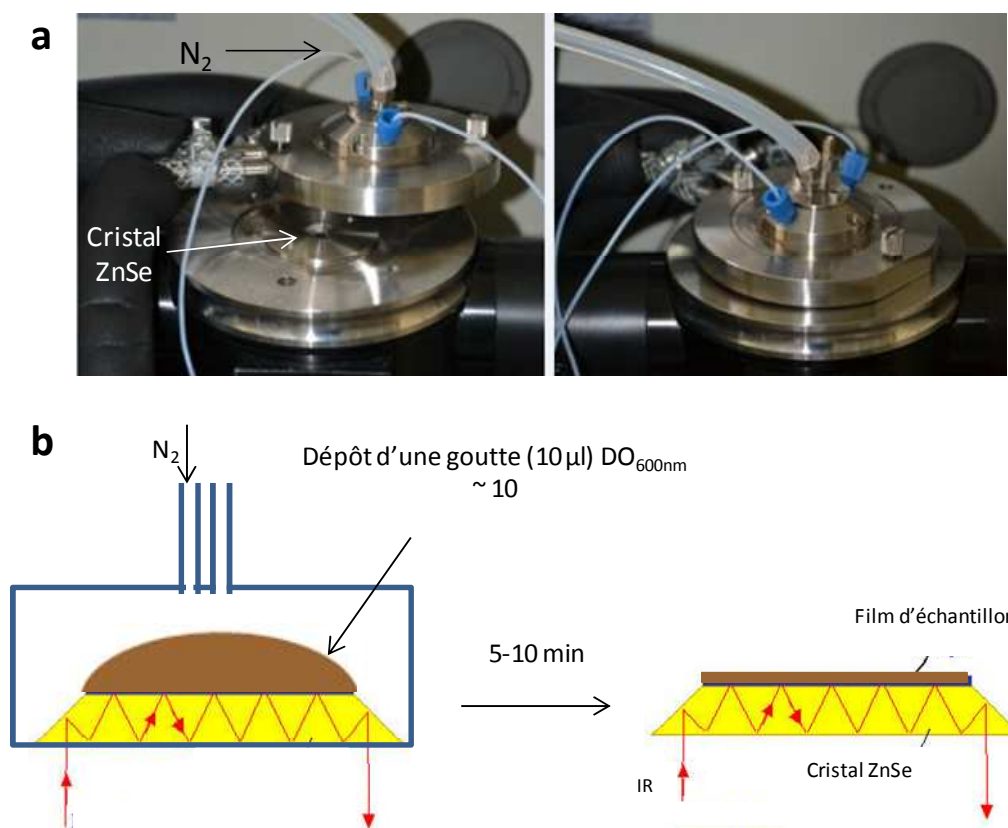 a
N₂
Cristal
ZnSe
b
N₂
Dépôt d'une goutte (10 µl) DO₆₀₀ₙₘ
~ 10
5-10 min
Film d'échantillon
IR
Cristal ZnSe